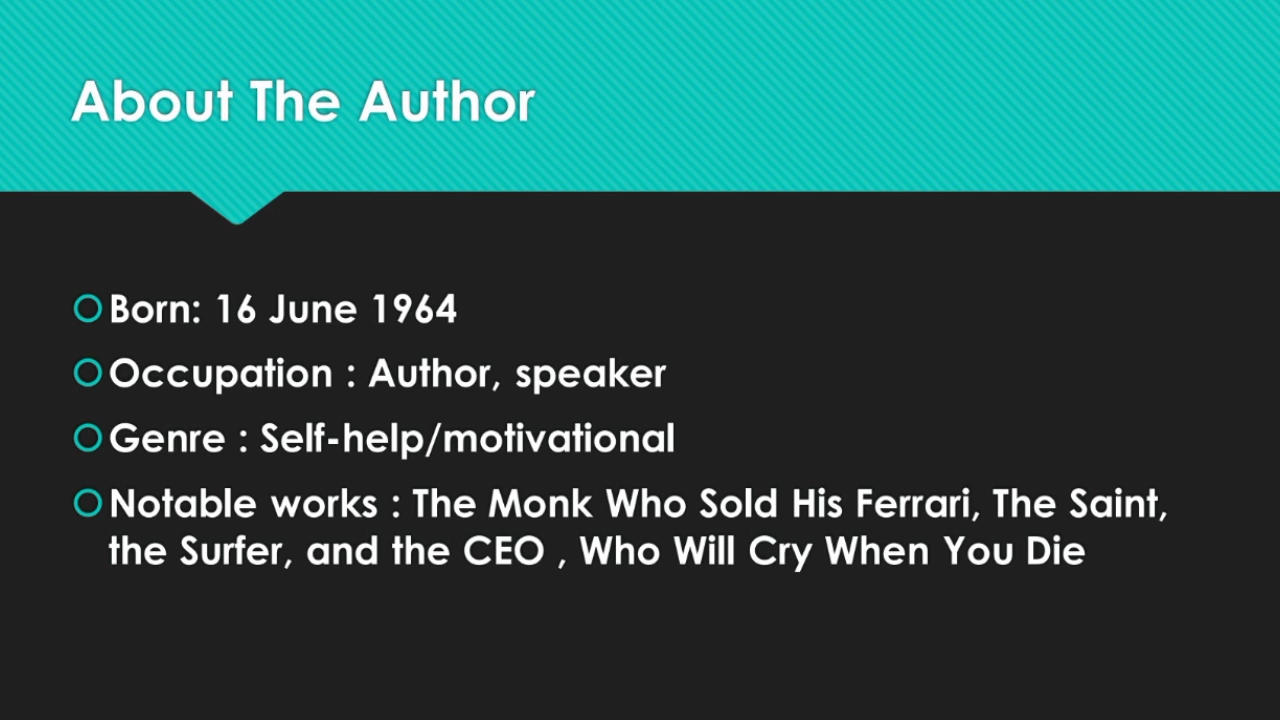 About The Author
Born: 16 June 1964
Occupation : Author, speaker
Genre : Self-help/motivational
Notable works : The Monk Who Sold His Ferrari, The Saint,
the Surfer, and the CEO , Who Will Cry When You Die